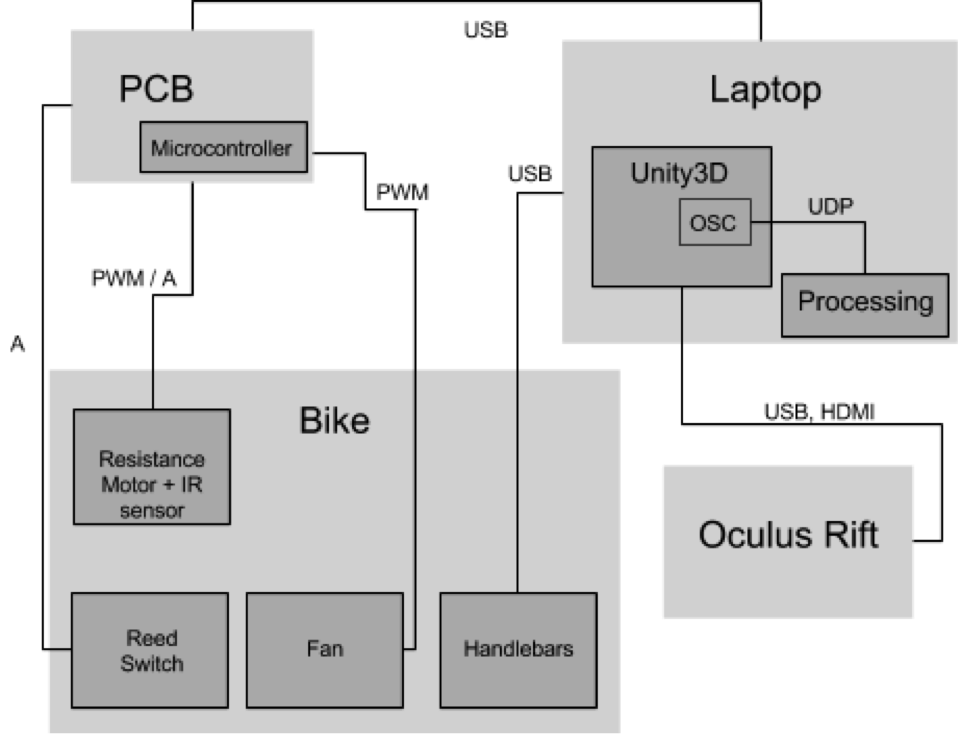 USB
PCB
Microcontroller
Laptop
Unity3D
OSC
UDP
Processing
USB
PWM
PWM / A
A
Bike
Resistance
Motor + IR
sensor
Reed
Switch
Fan
Handlebars
USB, HDMI
Oculus Rift